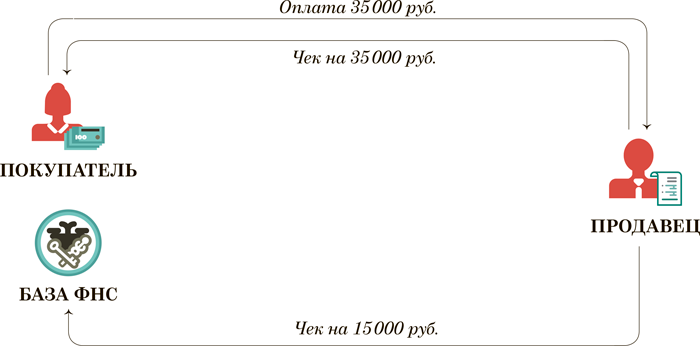 Оплата 35 000 руб.
Чек на 35 000 руб.
ПОКУПАТЕЛЬ
ПРОДАВЕЦ
БАЗА ФНС
Чек на 15 000 руб.